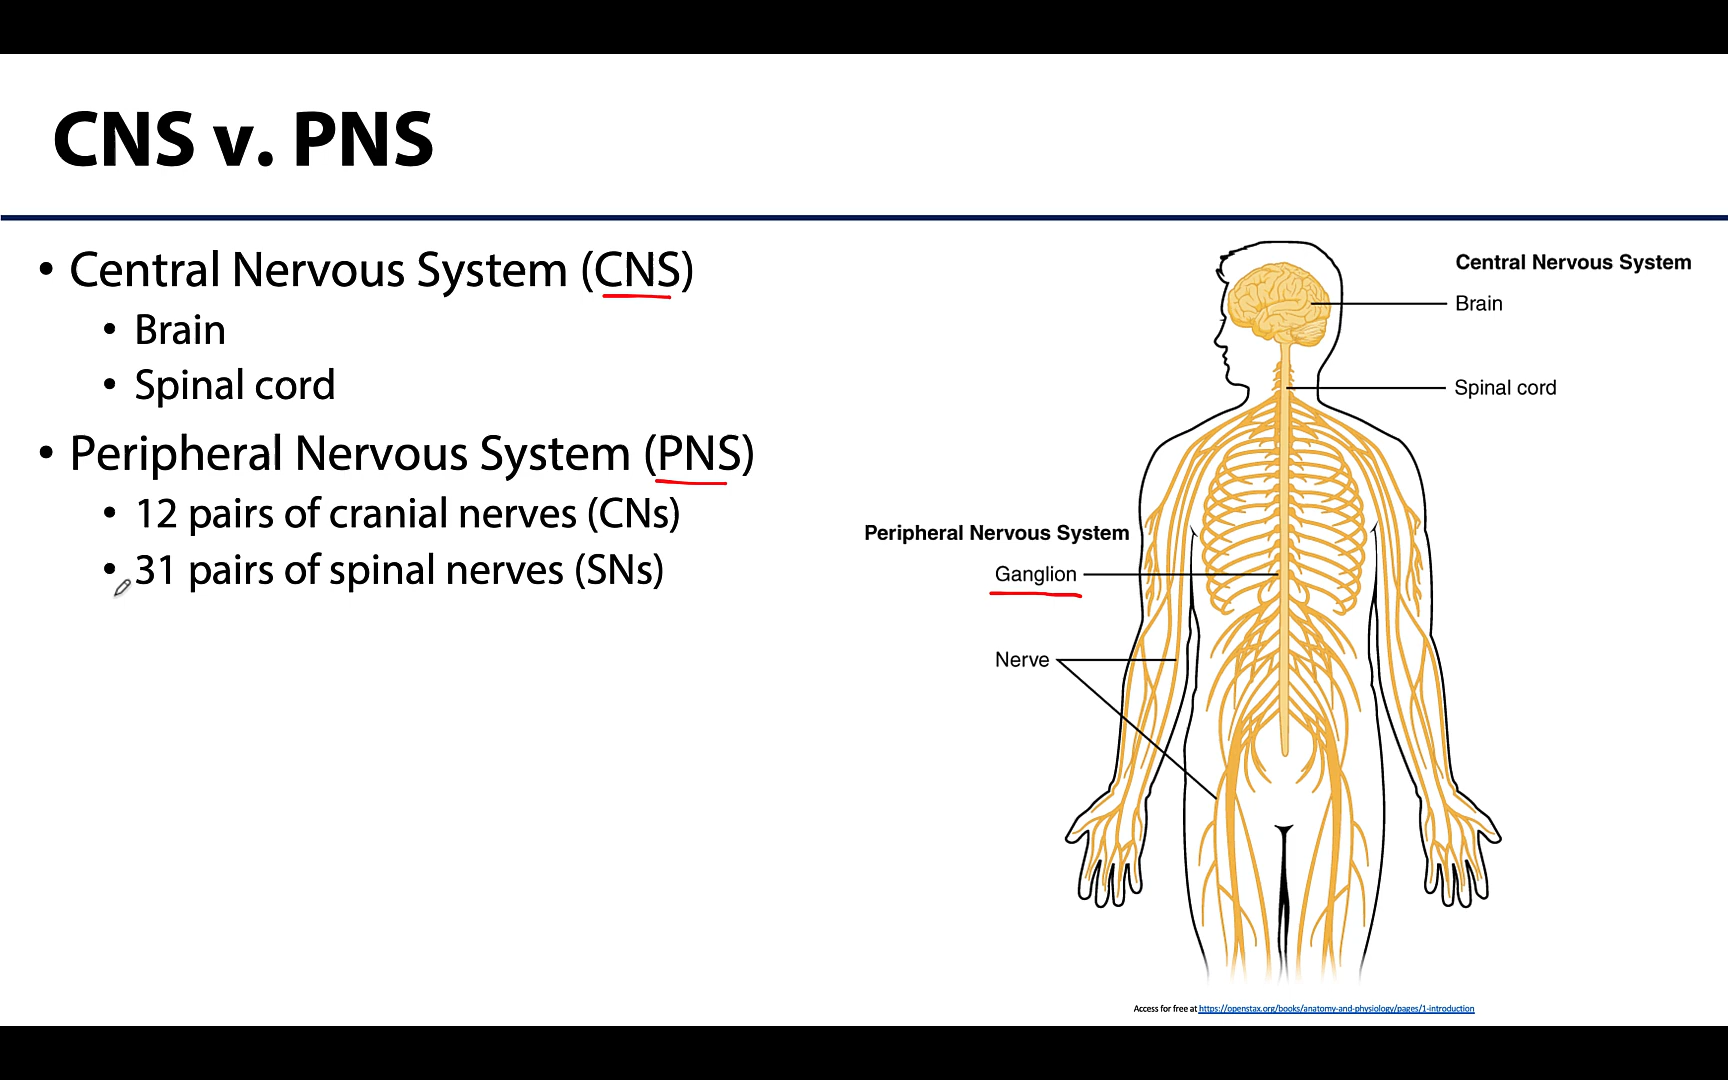 CNS v. PNS
• Central Nervous System (CNS)
• Brain
• Spinal cord
• Peripheral Nervous System (PNS)
• 12 pairs of cranial nerves (CNs)
• 31 pairs of spinal nerves (SNs)
Central Nervous System
Brain
Spinal cord
Peripheral Nervous System
Ganglion
Nerve
Access for free at https://openstax.org/books/anatomy-and-physiology/pages/1-introduction